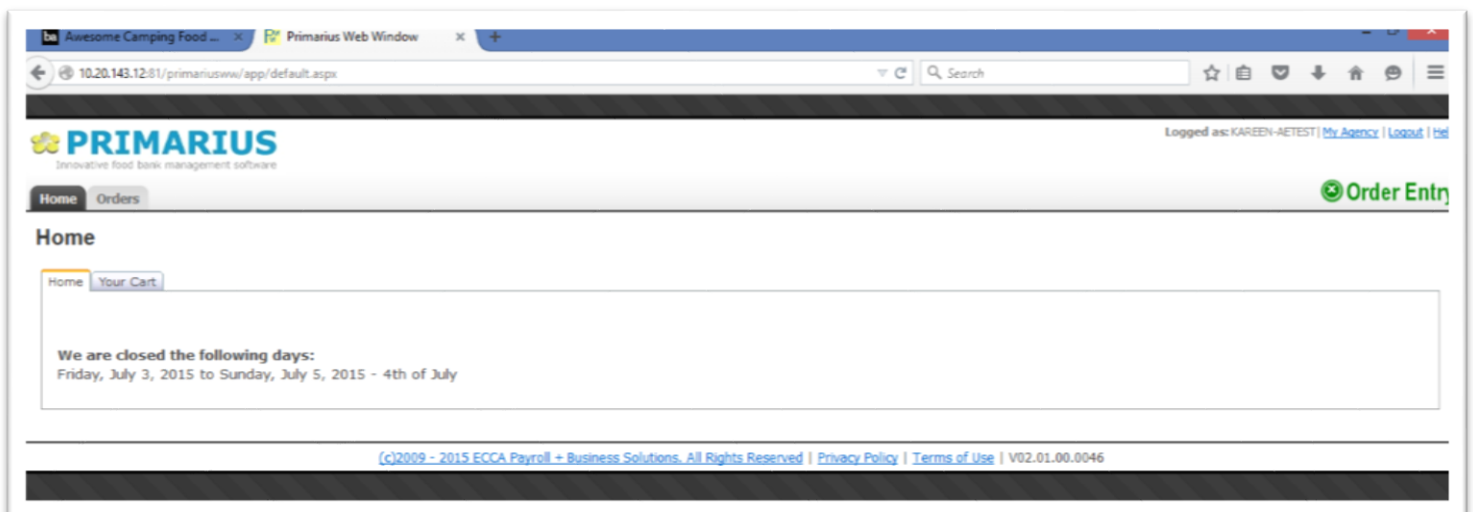 ba Awesome Camping Food ... × Primarius Web Window × +
10.20.143.12:81/primariusww/app/default.aspx Search
PRIMARIUS
Innovative food bank management software
Logged as: KAREEN-AETEST | My Agency | Logout | Hel
Home Orders
Order Entry
Home
Home Your Cart
We are closed the following days:
Friday, July 3, 2015 to Sunday, July 5, 2015 - 4th of July
(c)2009 - 2015 ECCA Payroll + Business Solutions. All Rights Reserved | Privacy Policy | Terms of Use | V02.01.00.0046